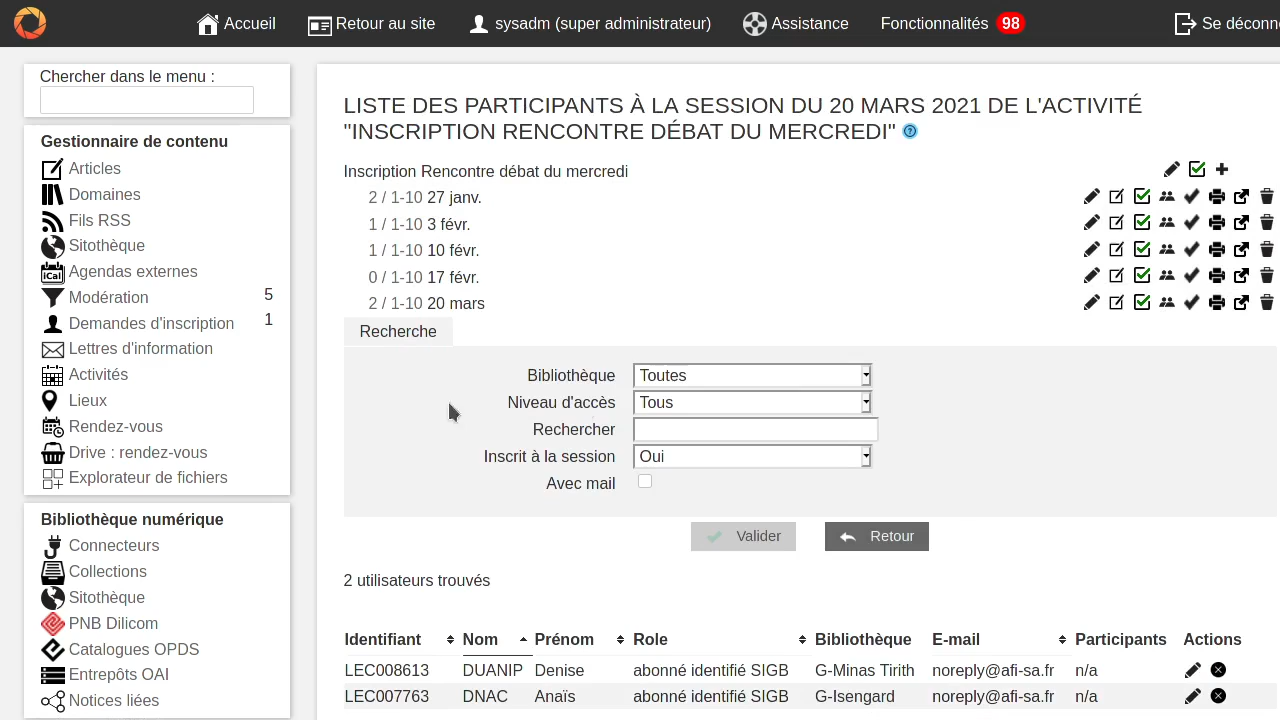 Accueil
Retour au site
sysadm (super administrateur)
Assistance
Fonctionnalités 98
Se déconne
Chercher dans le menu :
Gestionnaire de contenu
Articles
Domaines
Fils RSS
Sitothèque
Agendas externes
Modération 5
Demandes d'inscription 1
Lettres d'information
Activités
Lieux
Rendez-vous
Drive : rendez-vous
Explorateur de fichiers
Bibliothèque numérique
Connecteurs
Collections
Sitothèque
PNB Dilicom
Catalogues OPDS
Entrepôts OAI
Notices liées
LISTE DES PARTICIPANTS À LA SESSION DU 20 MARS 2021 DE L'ACTIVITÉ
"INSCRIPTION RENCONTRE DÉBAT DU MERCREDI"
Inscription Rencontre débat du mercredi
2 / 1-10 27 janv.
1 / 1-10 3 févr.
1 / 1-10 10 févr.
0 / 1-10 17 févr.
2 / 1-10 20 mars
Recherche
Bibliothèque Toutes
Niveau d'accès Tous
Rechercher
Inscrit à la session Oui
Avec mail
Valider Retour
2 utilisateurs trouvés
Identifiant Nom Prénom Role Bibliothèque E-mail Participants Actions
LEC008613 DUANIP Denise abonné identifié SIGB G-Minas Tirith noreply@afi-sa.fr n/a
LEC007763 DNAC Anaïs abonné identifié SIGB G-Isengard noreply@afi-sa.fr n/a